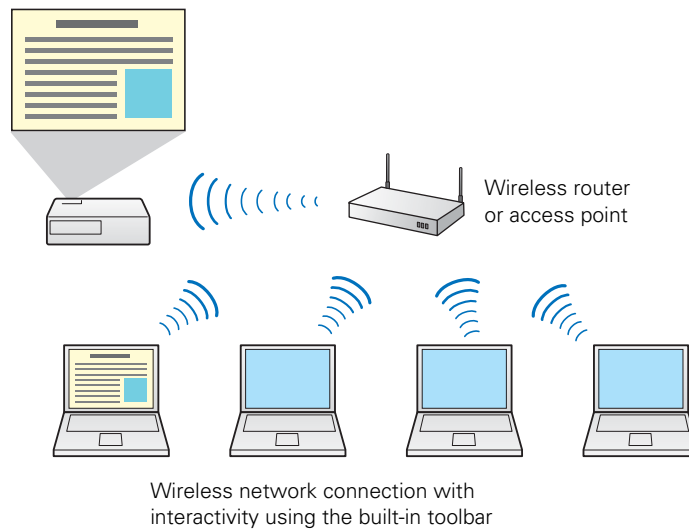 Wireless router
or access point
Wireless network connection with
interactivity using the built-in toolbar